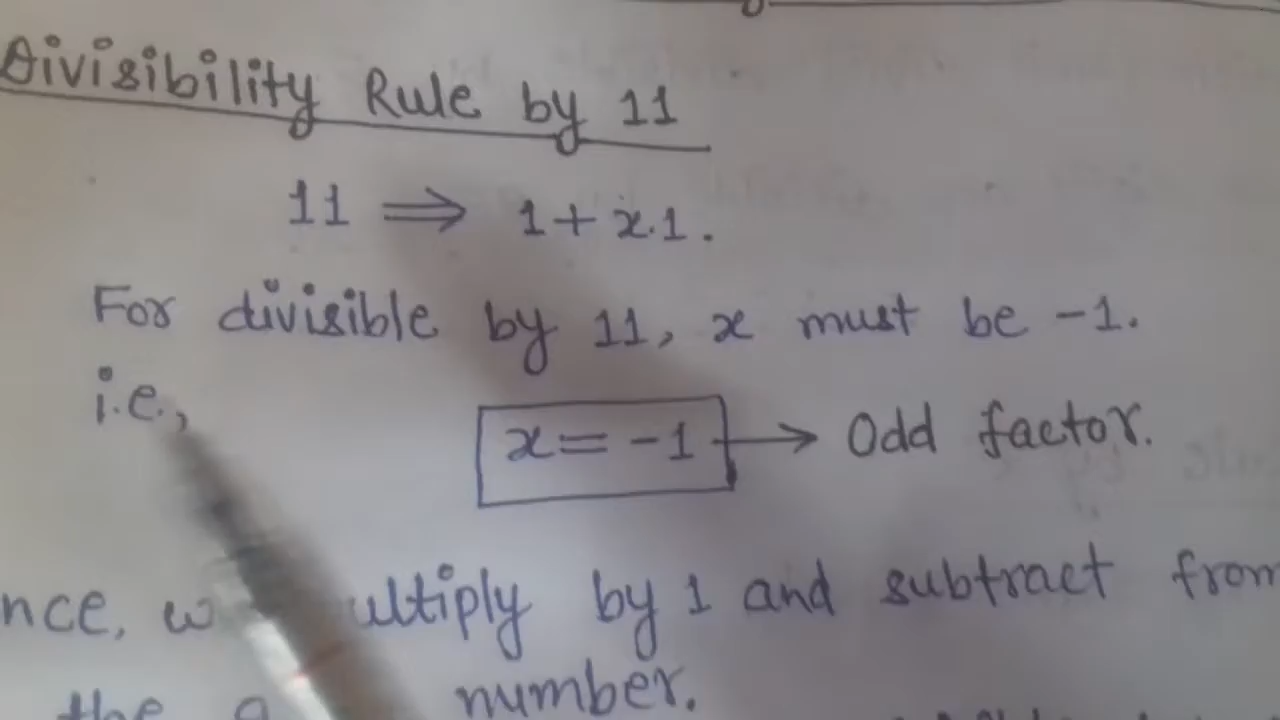 Divisibility Rule by 11
11 ⟹ 1 + x.1.
For divisible by 11, x must be -1.
i.e., x = -1 → Odd factor.
nce, w ultiply by 1 and subtract from
the number.